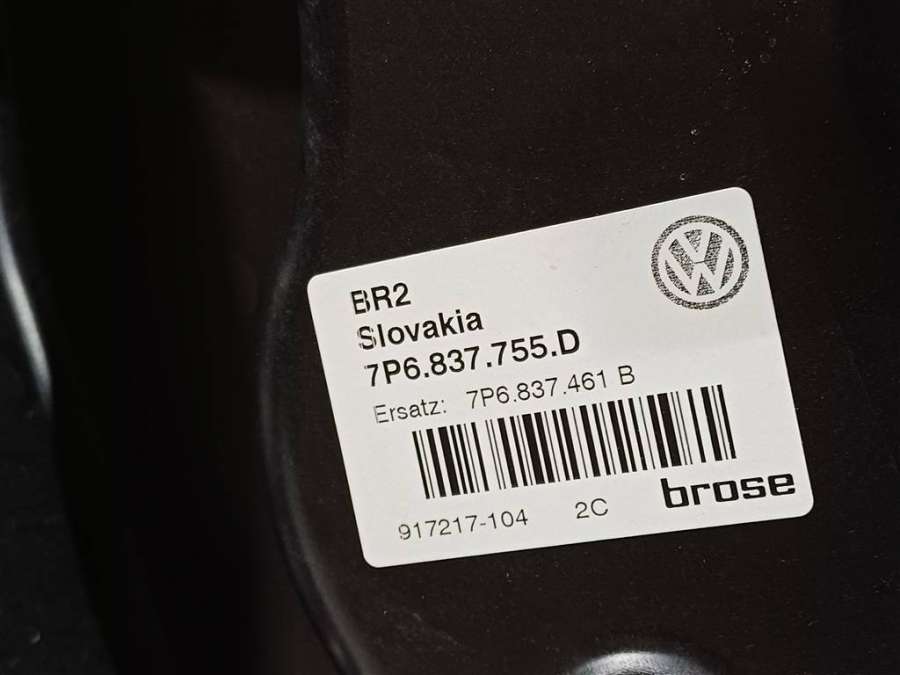 BR2
Slovakia
7P6.837.755.D
Ersatz: 7P6.837.461 B
917217-104 2C
brose